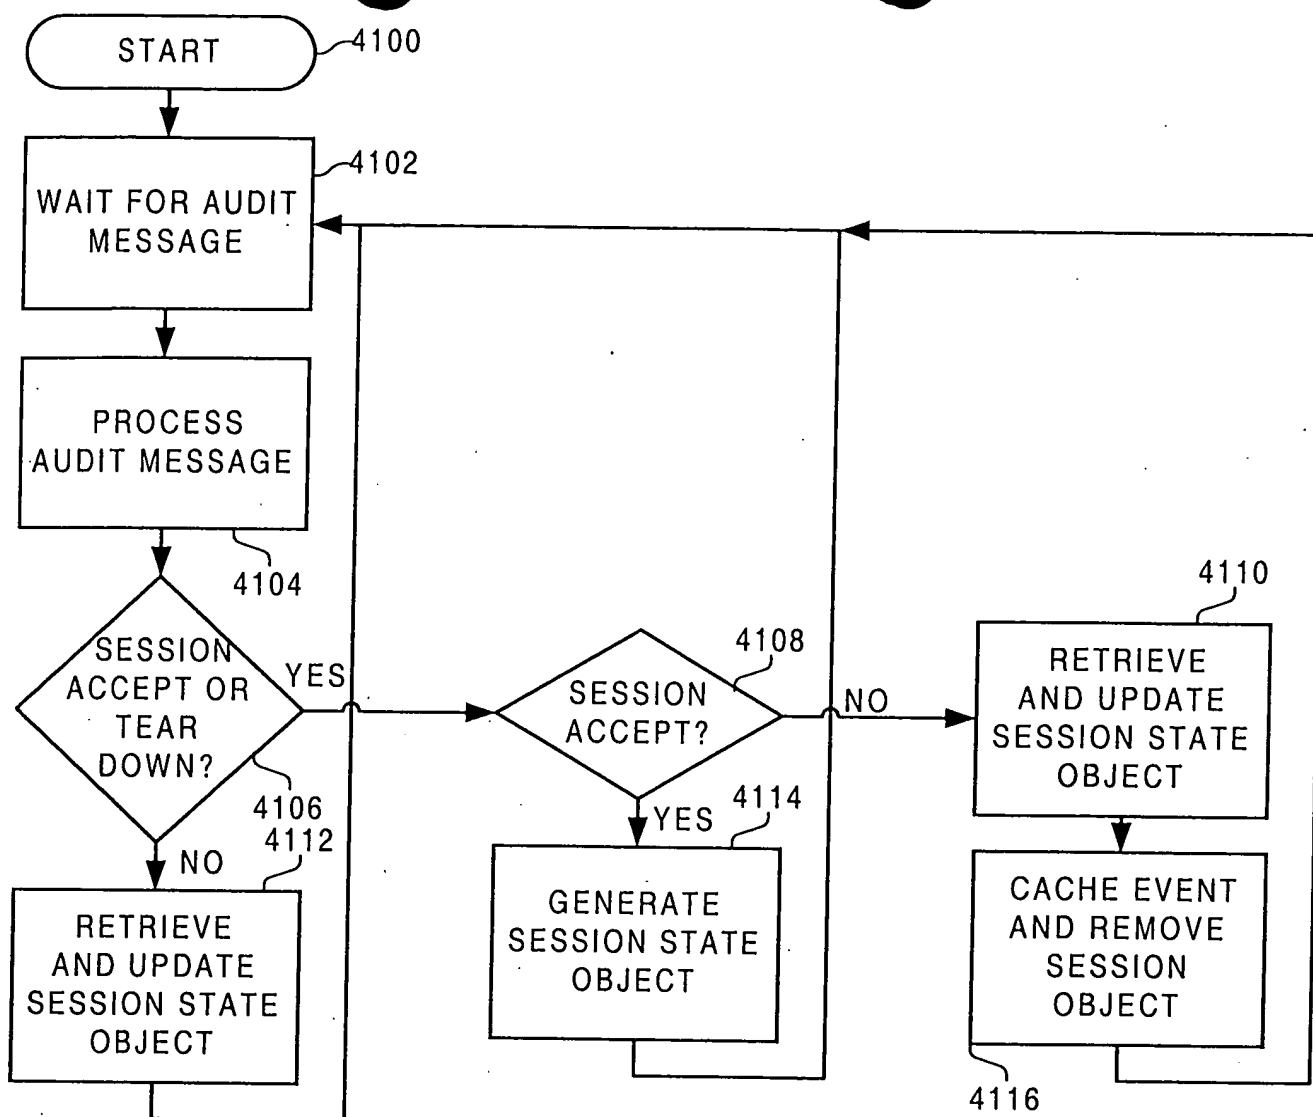 START
4100
4102
WAIT FOR AUDIT
MESSAGE
PROCESS
AUDIT MESSAGE
4104
SESSION
ACCEPT OR
TEAR
DOWN?
4106
YES
NO
4112
RETRIEVE
AND UPDATE
SESSION STATE
OBJECT
4108
SESSION
ACCEPT?
NO
YES
4114
GENERATE
SESSION STATE
OBJECT
4110
RETRIEVE
AND UPDATE
SESSION STATE
OBJECT
CACHE EVENT
AND REMOVE
SESSION
OBJECT
4116